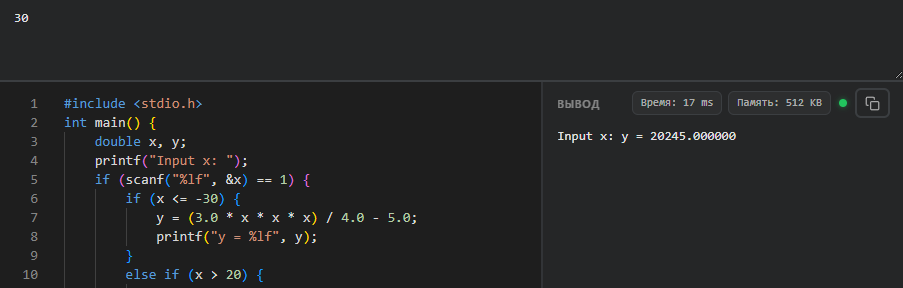 30
1 #include <stdio.h>
2 int main() {
3 double x, y;
4 printf("Input x: ");
5 if (scanf("%lf", &x) == 1) {
6 if (x <= -30) {
7 y = (3.0 * x * x * x) / 4.0 - 5.0;
8 printf("y = %lf", y);
9 }
10 else if (x > 20) {
ВЫВОД Время: 17 ms Память: 512 KB
Input x: y = 20245.000000